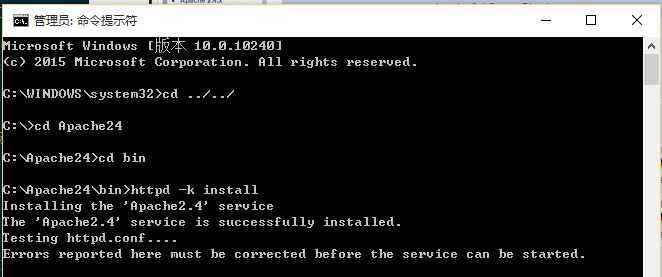 Apache 2.4.x
管理员: 命令提示符
Microsoft Windows [版本 10.0.10240]
(c) 2015 Microsoft Corporation. All rights reserved.
C:\WINDOWS\system32>cd ../../
C:\>cd Apache24
C:\Apache24>cd bin
C:\Apache24\bin>httpd -k install
Installing the 'Apache2.4' service
The 'Apache2.4' service is successfully installed.
Testing httpd.conf....
Errors reported here must be corrected before the service can be started.